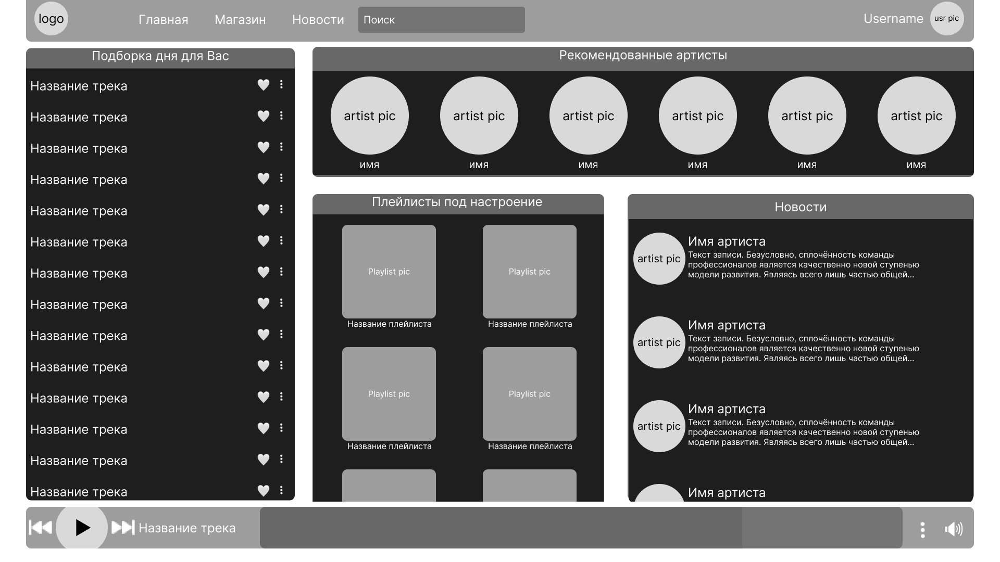 logo
Главная
Магазин
Новости
Поиск
Username
usr pic
Подборка дня для Вас
Название трека
Название трека
Название трека
Название трека
Название трека
Название трека
Название трека
Название трека
Название трека
Название трека
Название трека
Название трека
Название трека
Название трека
Рекомендованные артисты
artist pic
artist pic
artist pic
artist pic
artist pic
artist pic
имя
имя
имя
имя
имя
имя
Плейлисты под настроение
Playlist pic
Playlist pic
Название плейлиста
Название плейлиста
Playlist pic
Playlist pic
Название плейлиста
Название плейлиста
Новости
artist pic
Имя артиста
Текст записи. Безусловно, сплочённость команды
профессионалов является качественно новой ступенью
модели развития. Являясь всего лишь частью общей...
artist pic
Имя артиста
Текст записи. Безусловно, сплочённость команды
профессионалов является качественно новой ступенью
модели развития. Являясь всего лишь частью общей...
artist pic
Имя артиста
Текст записи. Безусловно, сплочённость команды
профессионалов является качественно новой ступенью
модели развития. Являясь всего лишь частью общей...
Имя артиста
Название трека